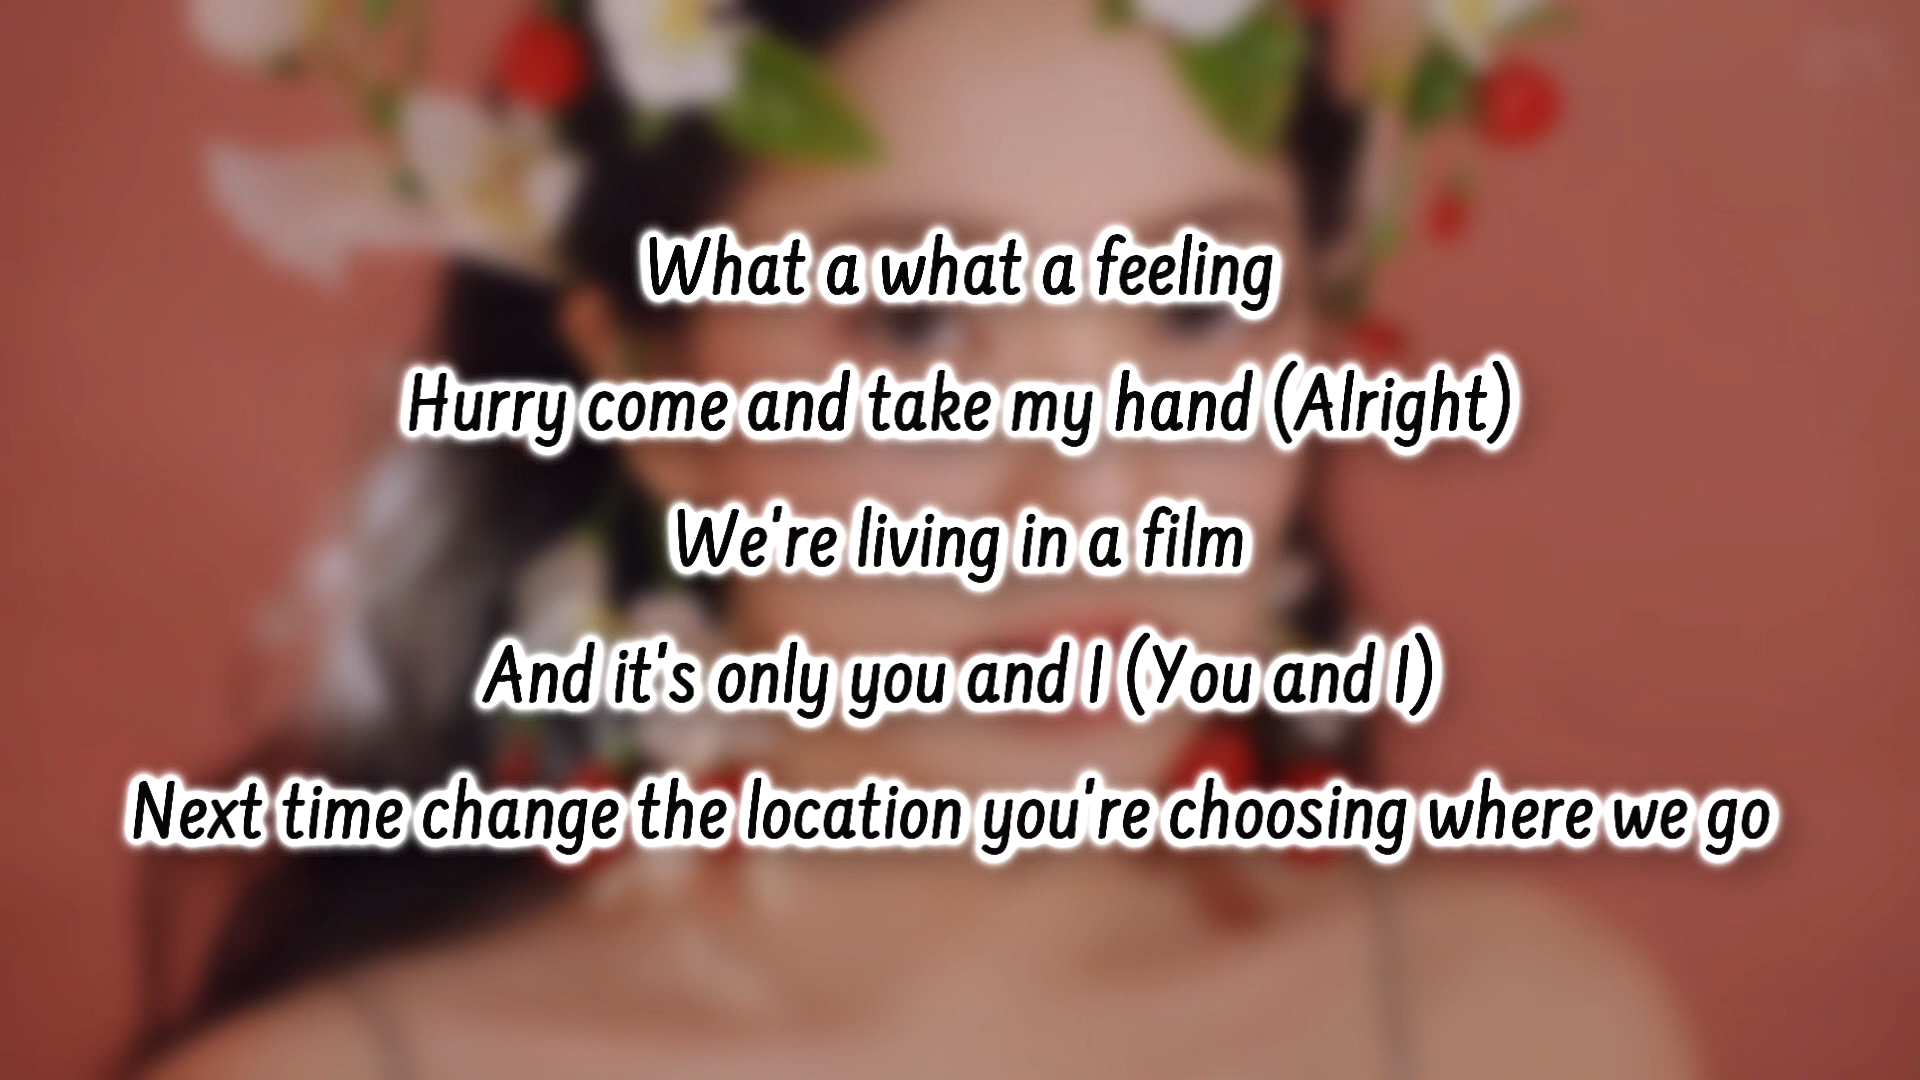 What a what a feeling
Hurry come and take my hand (Alright)
We're living in a film
And it's only you and I (You and I)
Next time change the location you're choosing where we go